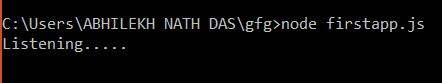 C:\Users\ABHILEKH NATH DAS\gfg>node firstapp.js
Listening.....